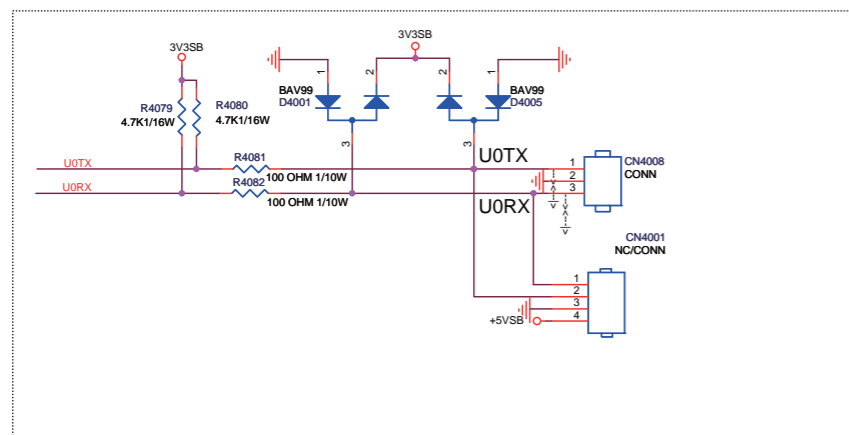 3V3SB
3V3SB
1
2
2
1
BAV99
D4001
BAV99
D4005
R4079
4.7K1/16W
R4080
4.7K1/16W
3
3
U0TX
R4081
100 OHM 1/10W
U0TX
1
2
3
CN4008
CONN
U0RX
R4082
100 OHM 1/10W
U0RX
CN4001
NC/CONN
1
2
3
4
+5VSB